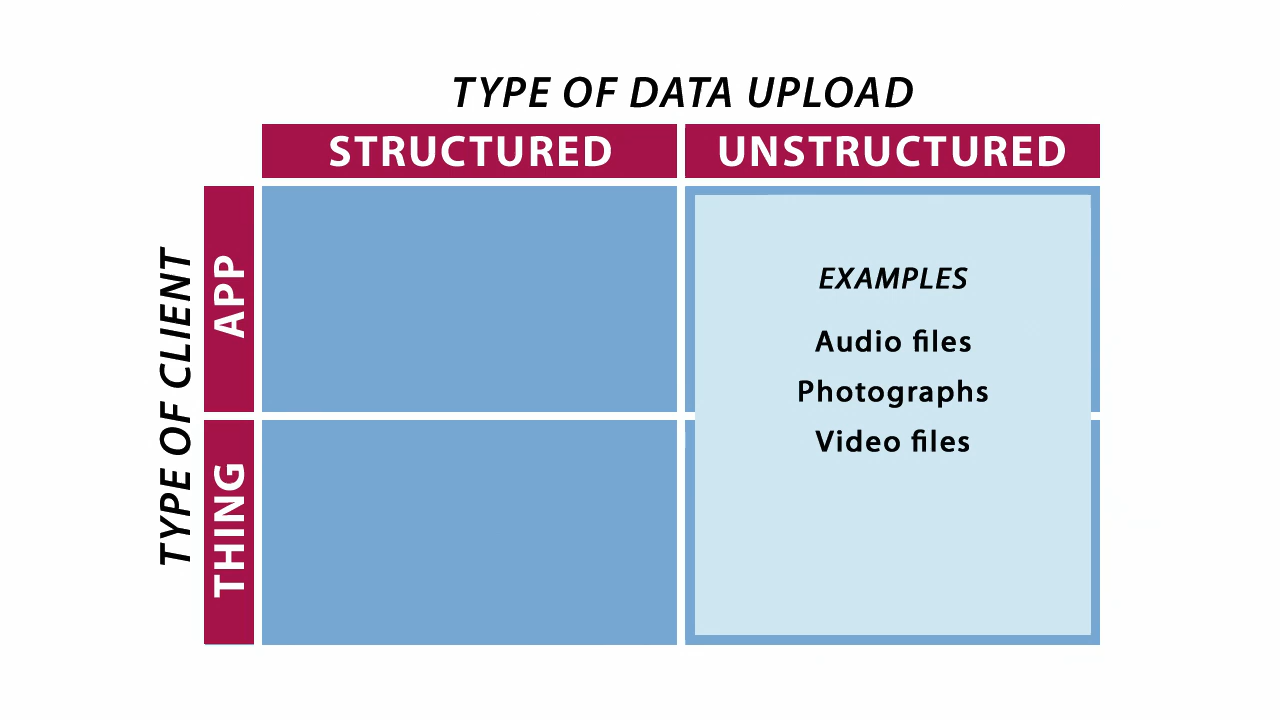 TYPE OF DATA UPLOAD
STRUCTURED
UNSTRUCTURED
TYPE OF CLIENT
APP
THING
EXAMPLES
Audio files
Photographs
Video files